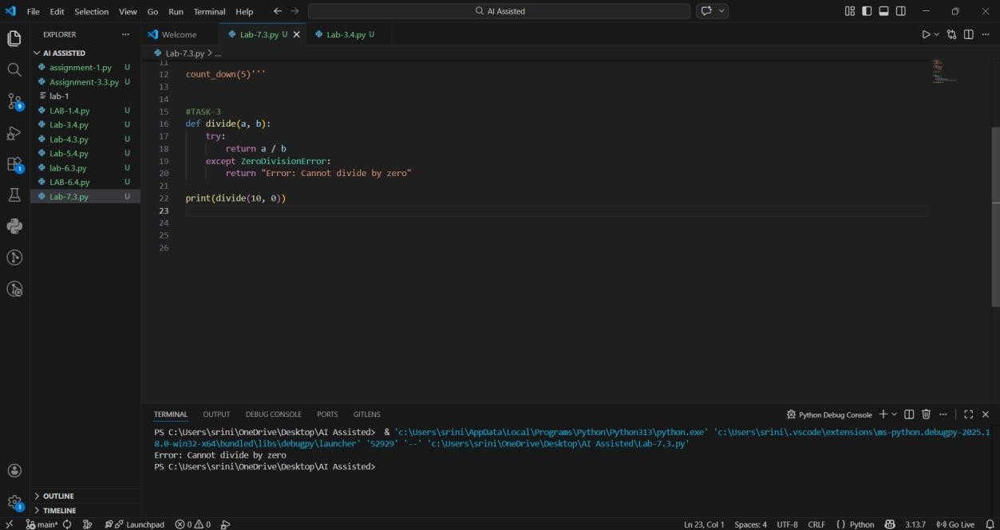 File Edit Selection View Go Run Terminal Help
AI Assisted
EXPLORER
Welcome
Lab-7.3.py U
Lab-3.4.py U
AI ASSISTED
Lab-7.3.py > ...
assignment-1.py U
Assignment-3.3.py U
lab-1
LAB-1.4.py U
Lab-3.4.py U
Lab-4.3.py U
Lab-5.4.py U
lab-6.3.py U
LAB-6.4.py U
Lab-7.3.py U
9
1
11
12 count_down(5)'''
13
14
15 #TASK-3
16 def divide(a, b):
17 try:
18 return a / b
19 except ZeroDivisionError:
20 return "Error: Cannot divide by zero"
21
22 print(divide(10, 0))
23
24
25
26
TERMINAL OUTPUT DEBUG CONSOLE PORTS GITLENS
Python Debug Console
PS C:\Users\srini\OneDrive\Desktop\AI Assisted> & 'c:\Users\srini\AppData\Local\Programs\Python\Python313\python.exe' 'c:\Users\srini\.vscode\extensions\ms-python.debugpy-2025.1
8.0-win32-x64\bundled\libs\debugpy\launcher' '52929' '--' 'c:\Users\srini\OneDrive\Desktop\AI Assisted\Lab-7.3.py'
Error: Cannot divide by zero
PS C:\Users\srini\OneDrive\Desktop\AI Assisted>
OUTLINE
1
TIMELINE
main* Launchpad 0 0 Ln 23, Col 1 Spaces: 4 UTF-8 CRLF {} Python 3.13.7 Go Live